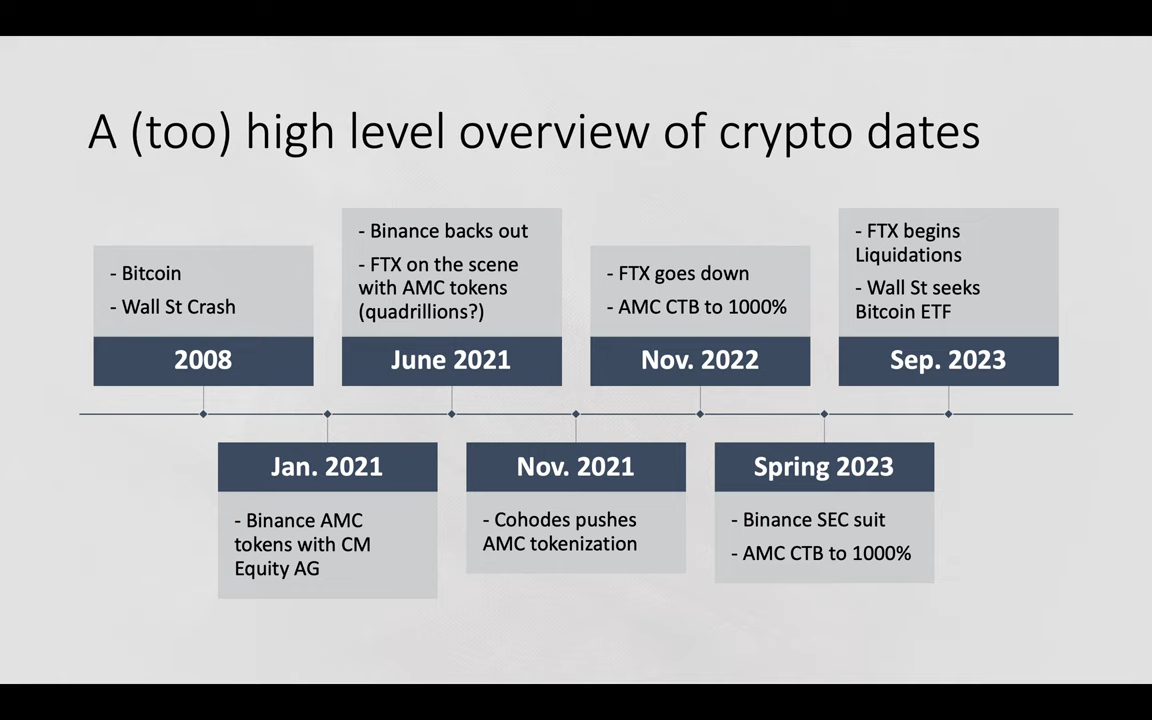 A (too) high level overview of crypto dates
- Bitcoin
- Wall St Crash
2008
- Binance backs out
- FTX on the scene
with AMC tokens
(quadrillions?)
June 2021
- FTX goes down
- AMC CTB to 1000%
Nov. 2022
- FTX begins
Liquidations
- Wall St seeks
Bitcoin ETF
Sep. 2023
Jan. 2021
- Binance AMC
tokens with CM
Equity AG
Nov. 2021
- Cohodes pushes
AMC tokenization
Spring 2023
- Binance SEC suit
- AMC CTB to 1000%